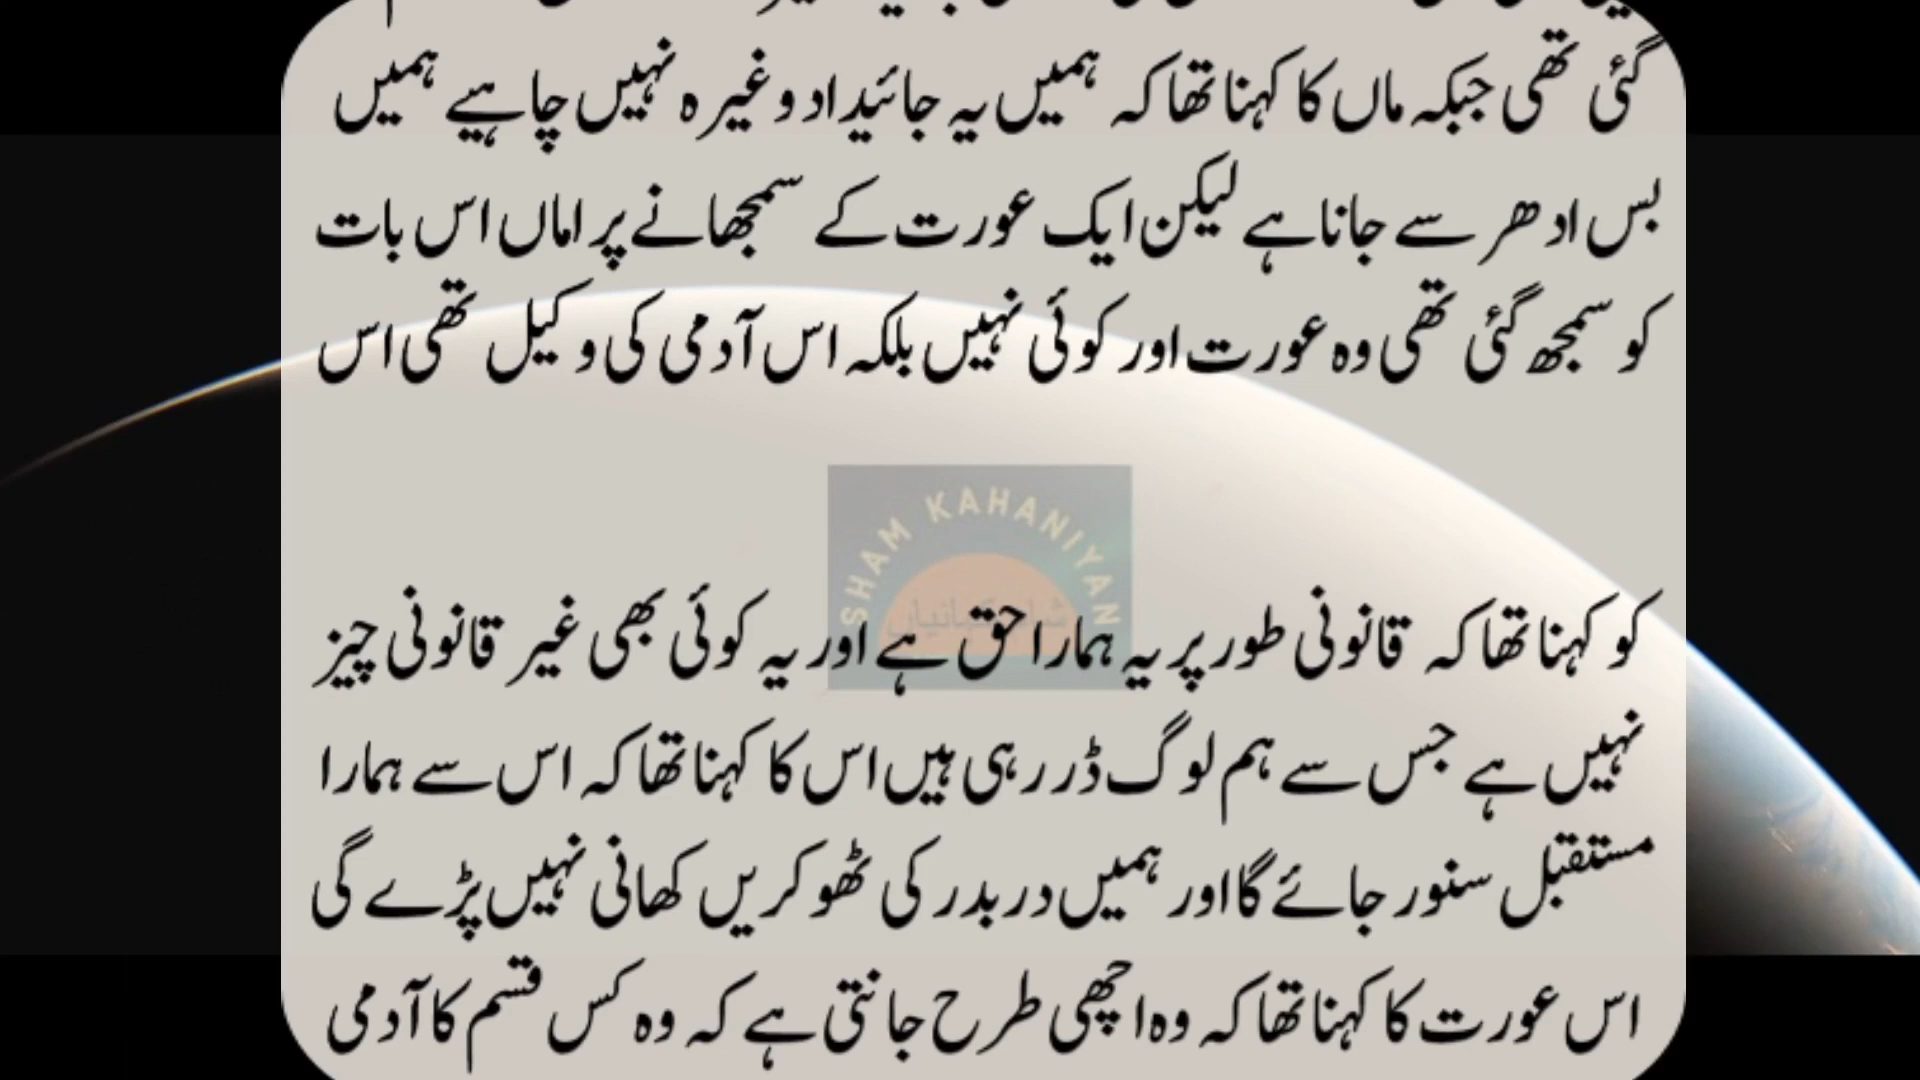 گئی تھی جبکہ ماں کا کہنا تھا کہ ہمیں یہ جائیداد وغیرہ نہیں چاہیے ہمیں
بس ادھر سے جانا ہے لیکن ایک عورت کے سمجھانے پر اماں اس بات
کو سمجھ گئی تھی وہ عورت اور کوئی نہیں بلکہ اس آدمی کی وکیل تھی اس
SHAM KAHANIYAN
شام کہانیاں
کو کہنا تھا کہ قانونی طور پر یہ ہمارا حق ہے اور یہ کوئی بھی غیر قانونی چیز
نہیں ہے جس سے ہم لوگ ڈر رہی ہیں اس کا کہنا تھا کہ اس سے ہمارا
مستقبل سنور جائے گا اور ہمیں دربدر کی ٹھوکریں کھانی نہیں پڑے گی
اس عورت کا کہنا تھا کہ وہ اچھی طرح جانتی ہے کہ وہ کس قسم کا آدمی